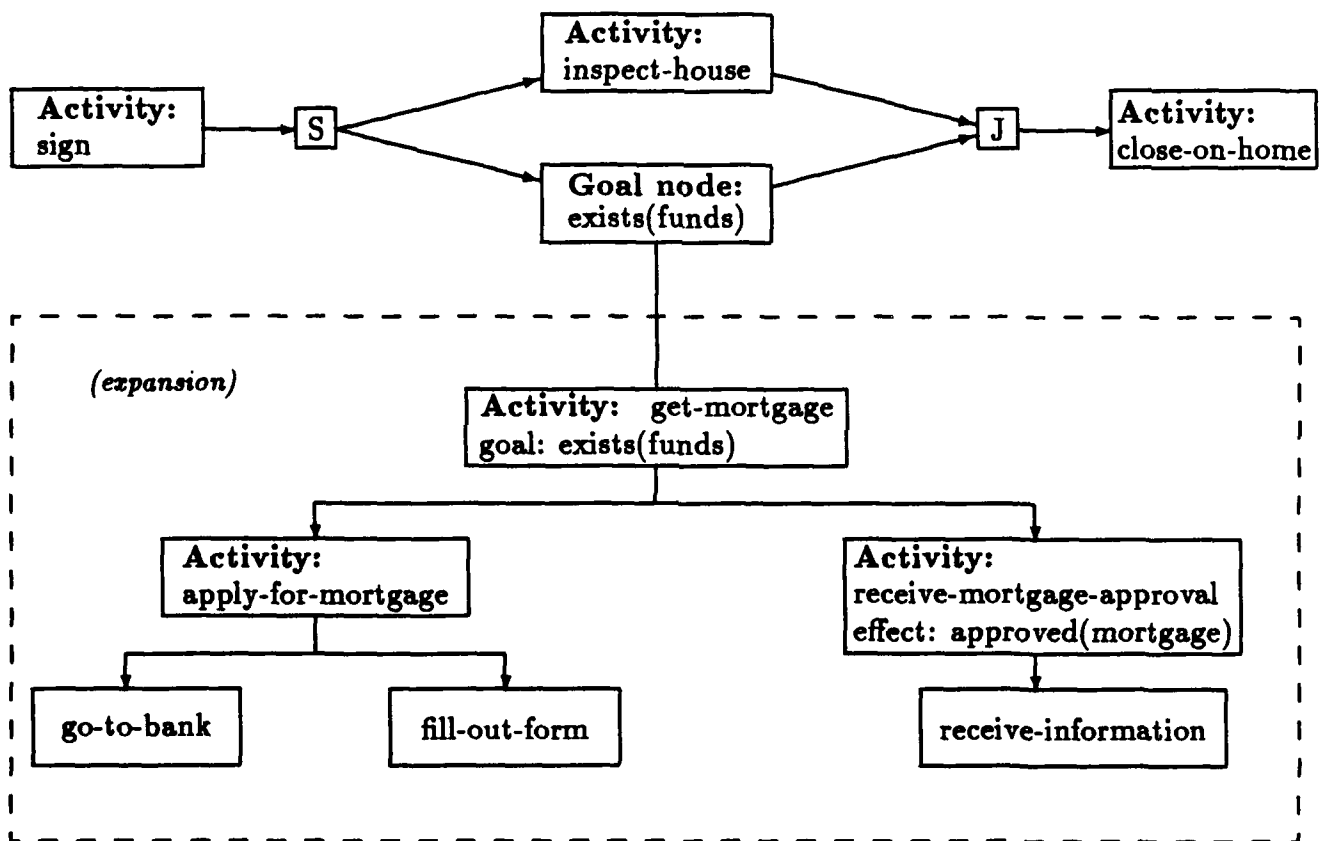 Activity:
inspect-house
Activity:
sign
S
J
Activity:
close-on-home
Goal node:
exists(funds)
(expansion)
Activity: get-mortgage
goal: exists(funds)
Activity:
apply-for-mortgage
Activity:
receive-mortgage-approval
effect: approved(mortgage)
go-to-bank
fill-out-form
receive-information